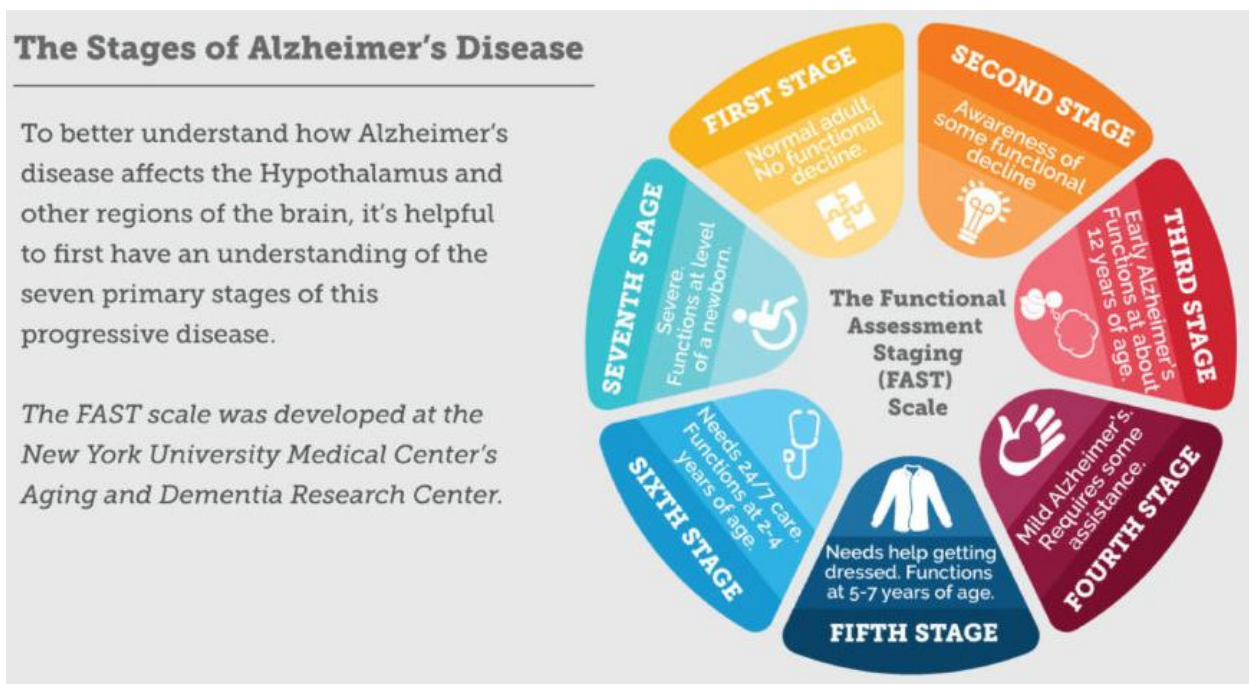 The Stages of Alzheimer's Disease
To better understand how Alzheimer's
disease affects the Hypothalamus and
other regions of the brain, it's helpful
to first have an understanding of the
seven primary stages of this
progressive disease.
The FAST scale was developed at the
New York University Medical Center's
Aging and Dementia Research Center.
FIRST STAGE
Normal adult.
No functional
decline.
SECOND STAGE
Awareness of
some functional
decline
THIRD STAGE
Early Alzheimer's
Functions at about
12 years of age.
FOURTH STAGE
Mild Alzheimer's.
Requires some
assistance.
Needs help getting
dressed. Functions
at 5-7 years of age.
FIFTH STAGE
Needs 24/7 care.
Functions at 2-4
years of age.
SIXTH STAGE
SEVENTH STAGE
Severe.
Functions at level
of a newborn.
The Functional
Assessment
Staging
(FAST)
Scale